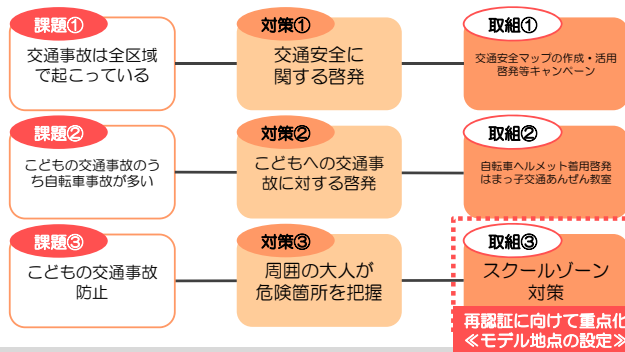 課題①
交通事故は全区域
で起こっている
対策①
交通安全に
関する啓発
取組①
交通安全マップの作成・活用
啓発等キャンペーン
課題②
こどもの交通事故のう
ち自転車事故が多い
対策②
こどもへの交通事
故に対する啓発
取組②
自転車ヘルメット着用啓発
はまっ子交通あんぜん教室
課題③
こどもの交通事故
防止
対策③
周囲の大人が
危険箇所を把握
取組③
スクールゾーン
対策
再認証に向けて重点化
≪モデル地点の設定≫